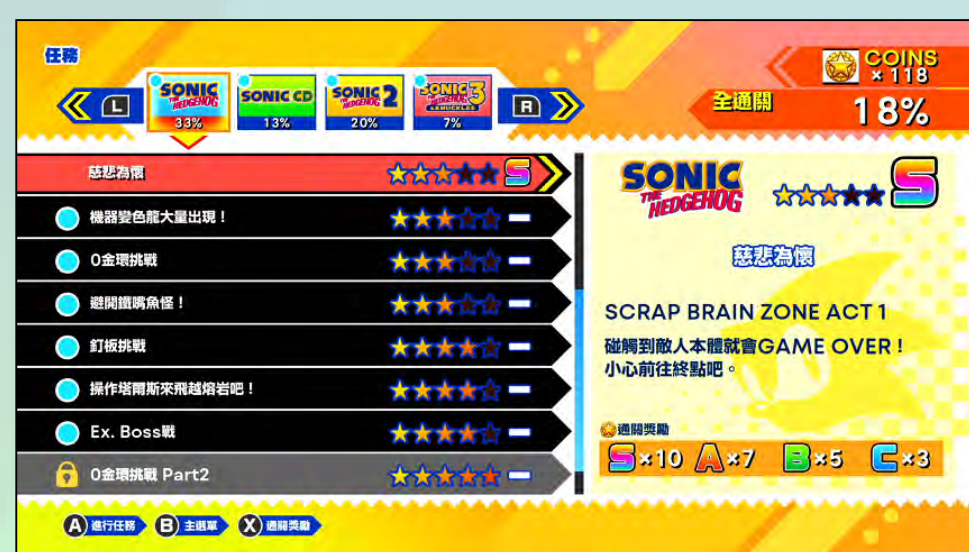 任務
COINS
×118
全通關
18%
L
SONIC THE HEDGEHOG
33%
SONIC CD
13%
SONIC THE HEDGEHOG 2
20%
SONIC THE HEDGEHOG 3
& KNUCKLES
7%
R
慈悲為懷 S
機器變色龍大量出現！
0金環挑戰
避開鐵嘴魚怪！
釘板挑戰
操作塔爾斯來飛越熔岩吧！
Ex. Boss戰
0金環挑戰 Part2
SONIC
THE
HEDGEHOG
S
慈悲為懷
SCRAP BRAIN ZONE ACT 1
碰觸到敵人本體就會GAME OVER！
小心前往終點吧。
通關獎勵
S×10 A×7 B×5 C×3
A 進行任務 B 主選單 X 通關獎勵